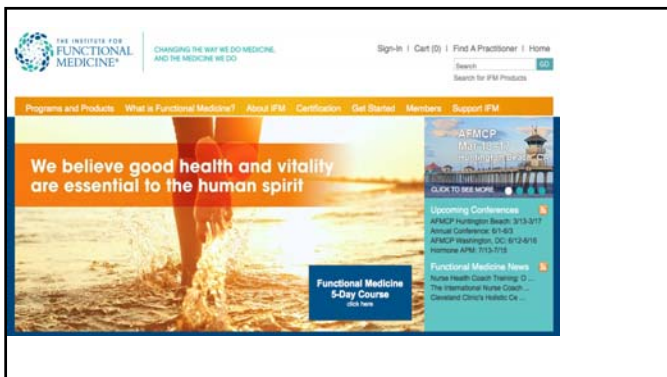 THE INSTITUTE FOR
FUNCTIONAL
MEDICINE®
CHANGING THE WAY WE DO MEDICINE,
AND THE MEDICINE WE DO
Sign-In | Cart (0) | Find A Practitioner | Home
Search GO
Search for IFM Products
Programs and Products What is Functional Medicine? About IFM Certification Get Started Members Support IFM
We believe good health and vitality
are essential to the human spirit
AFMCP
Huntington Beach
CLICK TO SEE MORE
Upcoming Conferences
AFMCP Huntington Beach: 3/13-3/17
Annual Conference: 6/1-6/3
AFMCP Washington, DC: 9/12-9/16
Hormone APM: 7/13-7/15
Functional Medicine News
Nurse Health Coach Training: O ...
The International Nurse Coach ...
Cleveland Clinic's Holistic Ce ...
Functional Medicine
5-Day Course
click here